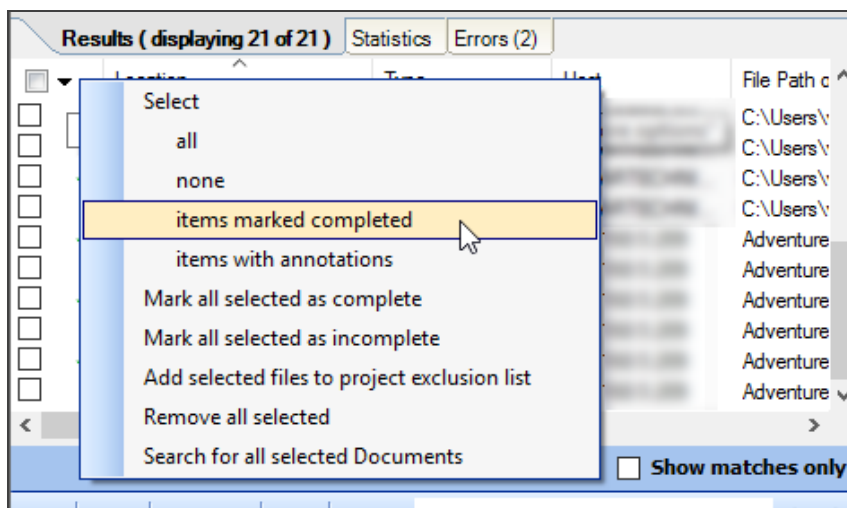 Results ( displaying 21 of 21 ) Statistics Errors (2)
Location Type Host File Path o
Select
all
none
items marked completed
items with annotations
Mark all selected as complete
Mark all selected as incomplete
Add selected files to project exclusion list
Remove all selected
Search for all selected Documents
C:\Users\
C:\Users\
C:\Users\
C:\Users\
Adventure
Adventure
Adventure
Adventure
Adventure
Adventure
Show matches only